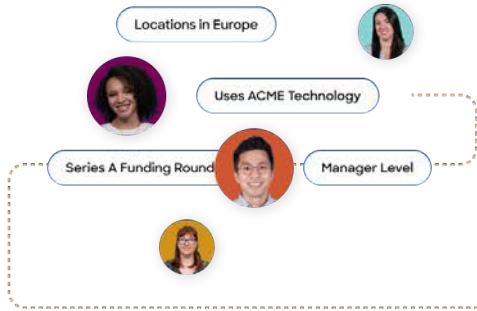 Locations in Europe
Uses ACME Technology
Series A Funding Round
Manager Level